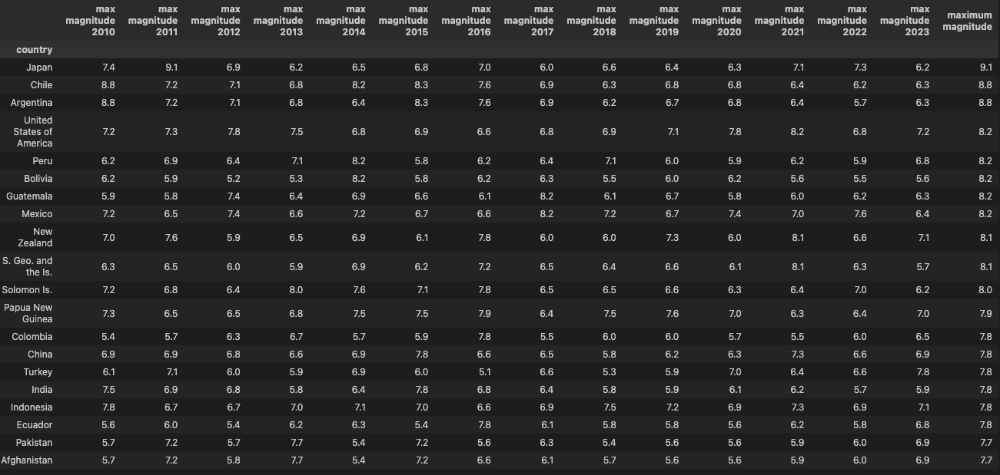 max max max max max max max max max max max max max max maximum
magnitude magnitude magnitude magnitude magnitude magnitude magnitude magnitude magnitude magnitude magnitude magnitude magnitude magnitude magnitude
2010 2011 2012 2013 2014 2015 2016 2017 2018 2019 2020 2021 2022 2023
country
Japan 7.4 9.1 6.9 6.2 6.5 6.8 7.0 6.0 6.6 6.4 6.3 7.1 7.3 6.2 9.1
Chile 8.8 7.2 7.1 6.8 8.2 8.3 7.6 6.9 6.3 6.8 6.8 6.4 6.2 6.3 8.8
Argentina 8.8 7.2 7.1 6.8 6.4 8.3 7.6 6.9 6.2 6.7 6.8 6.4 5.7 6.3 8.8
United
States of 7.2 7.3 7.8 7.5 6.8 6.9 6.6 6.8 6.9 7.1 7.8 8.2 6.8 7.2 8.2
America
Peru 6.2 6.9 6.4 7.1 8.2 5.8 6.2 6.4 7.1 6.0 5.9 6.2 5.9 6.8 8.2
Bolivia 6.2 5.9 5.2 5.3 8.2 5.8 6.2 6.3 5.5 6.0 6.2 5.6 5.5 5.6 8.2
Guatemala 5.9 5.8 7.4 6.4 6.9 6.6 6.1 8.2 6.1 6.7 5.8 6.0 6.2 6.3 8.2
Mexico 7.2 6.5 7.4 6.6 7.2 6.7 6.6 8.2 7.2 6.7 7.4 7.0 7.6 6.4 8.2
New
Zealand 7.0 7.6 5.9 6.5 6.9 6.1 7.8 6.0 6.0 7.3 6.0 8.1 6.6 7.1 8.1
S. Geo. and
the Is. 6.3 6.5 6.0 5.9 6.9 6.2 7.2 6.5 6.4 6.6 6.1 8.1 6.3 5.7 8.1
Solomon Is. 7.2 6.8 6.4 8.0 7.6 7.1 7.8 6.5 6.5 6.6 6.3 6.4 7.0 6.2 8.0
Papua New
Guinea 7.3 6.5 6.5 6.8 7.5 7.5 7.9 6.4 7.5 7.6 7.0 6.3 6.4 7.0 7.9
Colombia 5.4 5.7 6.3 6.7 5.7 5.9 7.8 5.5 6.0 6.0 5.7 5.5 6.0 6.5 7.8
China 6.9 6.9 6.8 6.6 6.9 7.8 6.6 6.5 5.8 6.2 6.3 7.3 6.6 6.9 7.8
Turkey 6.1 7.1 6.0 5.9 6.9 6.0 5.1 6.6 5.3 5.9 7.0 6.4 6.6 7.8 7.8
India 7.5 6.9 6.8 5.8 6.4 7.8 6.8 6.4 5.8 5.9 6.1 6.2 5.7 5.9 7.8
Indonesia 7.8 6.7 6.7 7.0 7.1 7.0 6.6 6.9 7.5 7.2 6.9 7.3 6.9 7.1 7.8
Ecuador 5.6 6.0 5.4 6.2 6.3 5.4 7.8 6.1 5.8 5.8 5.6 6.2 5.8 6.8 7.8
Pakistan 5.7 7.2 5.7 7.7 5.4 7.2 5.6 6.3 5.4 5.6 5.6 5.9 6.0 6.9 7.7
Afghanistan 5.7 7.2 5.8 7.7 5.4 7.2 6.6 6.1 5.7 5.6 5.6 5.9 6.0 6.9 7.7